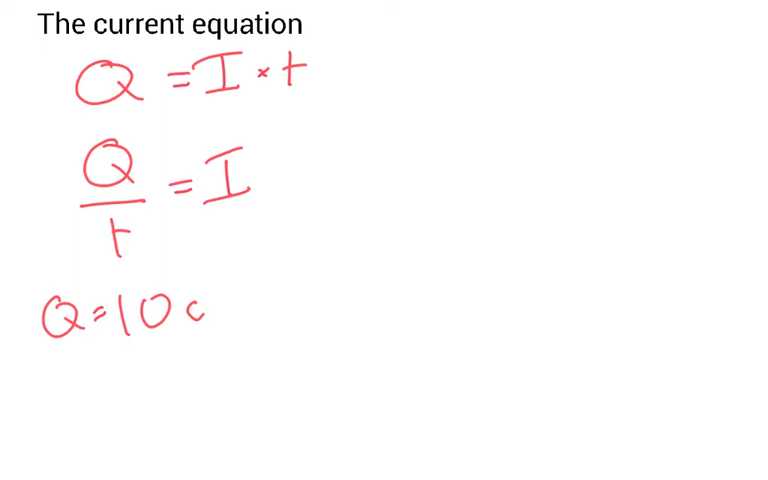 The current equation
Q = I × t
Q
t
= I
Q = 10 c